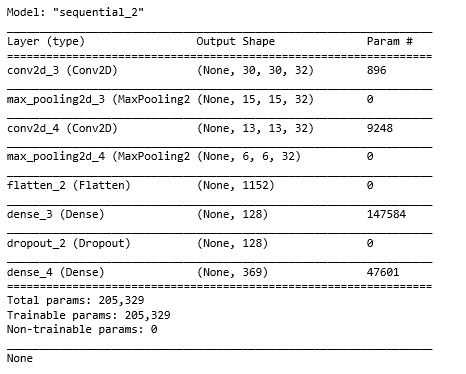 Model: "sequential_2"
Layer (type) Output Shape Param #
conv2d_3 (Conv2D) (None, 30, 30, 32) 896
max_pooling2d_3 (MaxPooling2 (None, 15, 15, 32) 0
conv2d_4 (Conv2D) (None, 13, 13, 32) 9248
max_pooling2d_4 (MaxPooling2 (None, 6, 6, 32) 0
flatten_2 (Flatten) (None, 1152) 0
dense_3 (Dense) (None, 128) 147584
dropout_2 (Dropout) (None, 128) 0
dense_4 (Dense) (None, 369) 47601
Total params: 205,329
Trainable params: 205,329
Non-trainable params: 0
None